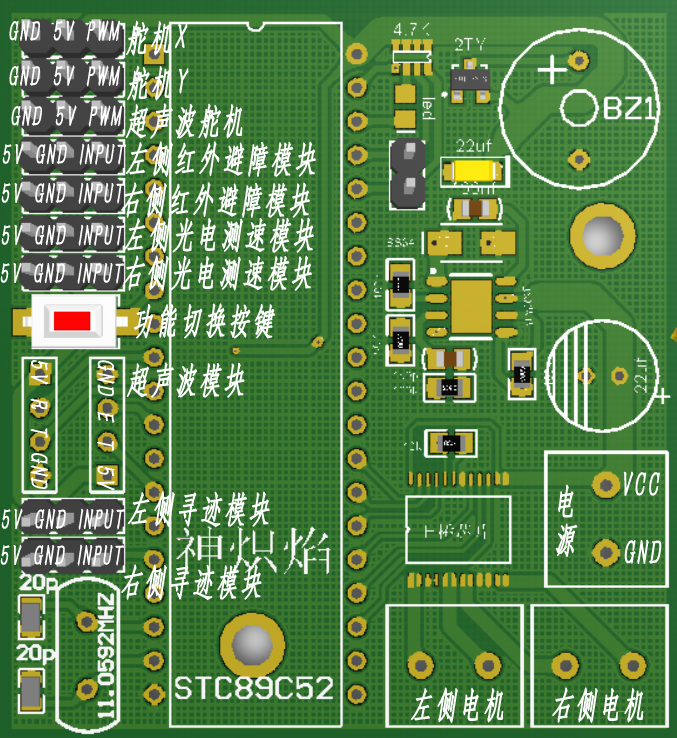 GND 5V PWM 舵机X
GND 5V PWM 舵机Y
GND 5V PWM 超声波舵机
5V GND INPUT 左侧红外避障模块
5V GND INPUT 右侧红外避障模块
5V GND INPUT 左侧光电测速模块
5V GND INPUT 右侧光电测速模块
功能切换按键
5V R T GND
GND E T 5V
超声波模块
5V GND INPUT 左侧寻迹模块
5V GND INPUT 右侧寻迹模块
20p
20p
11.0592MHZ
神炽焰
STC89C52
4.7K
2TY
led
BZ1
22uf
22uf
+
+
电源
VCC
GND
左侧电机
右侧电机